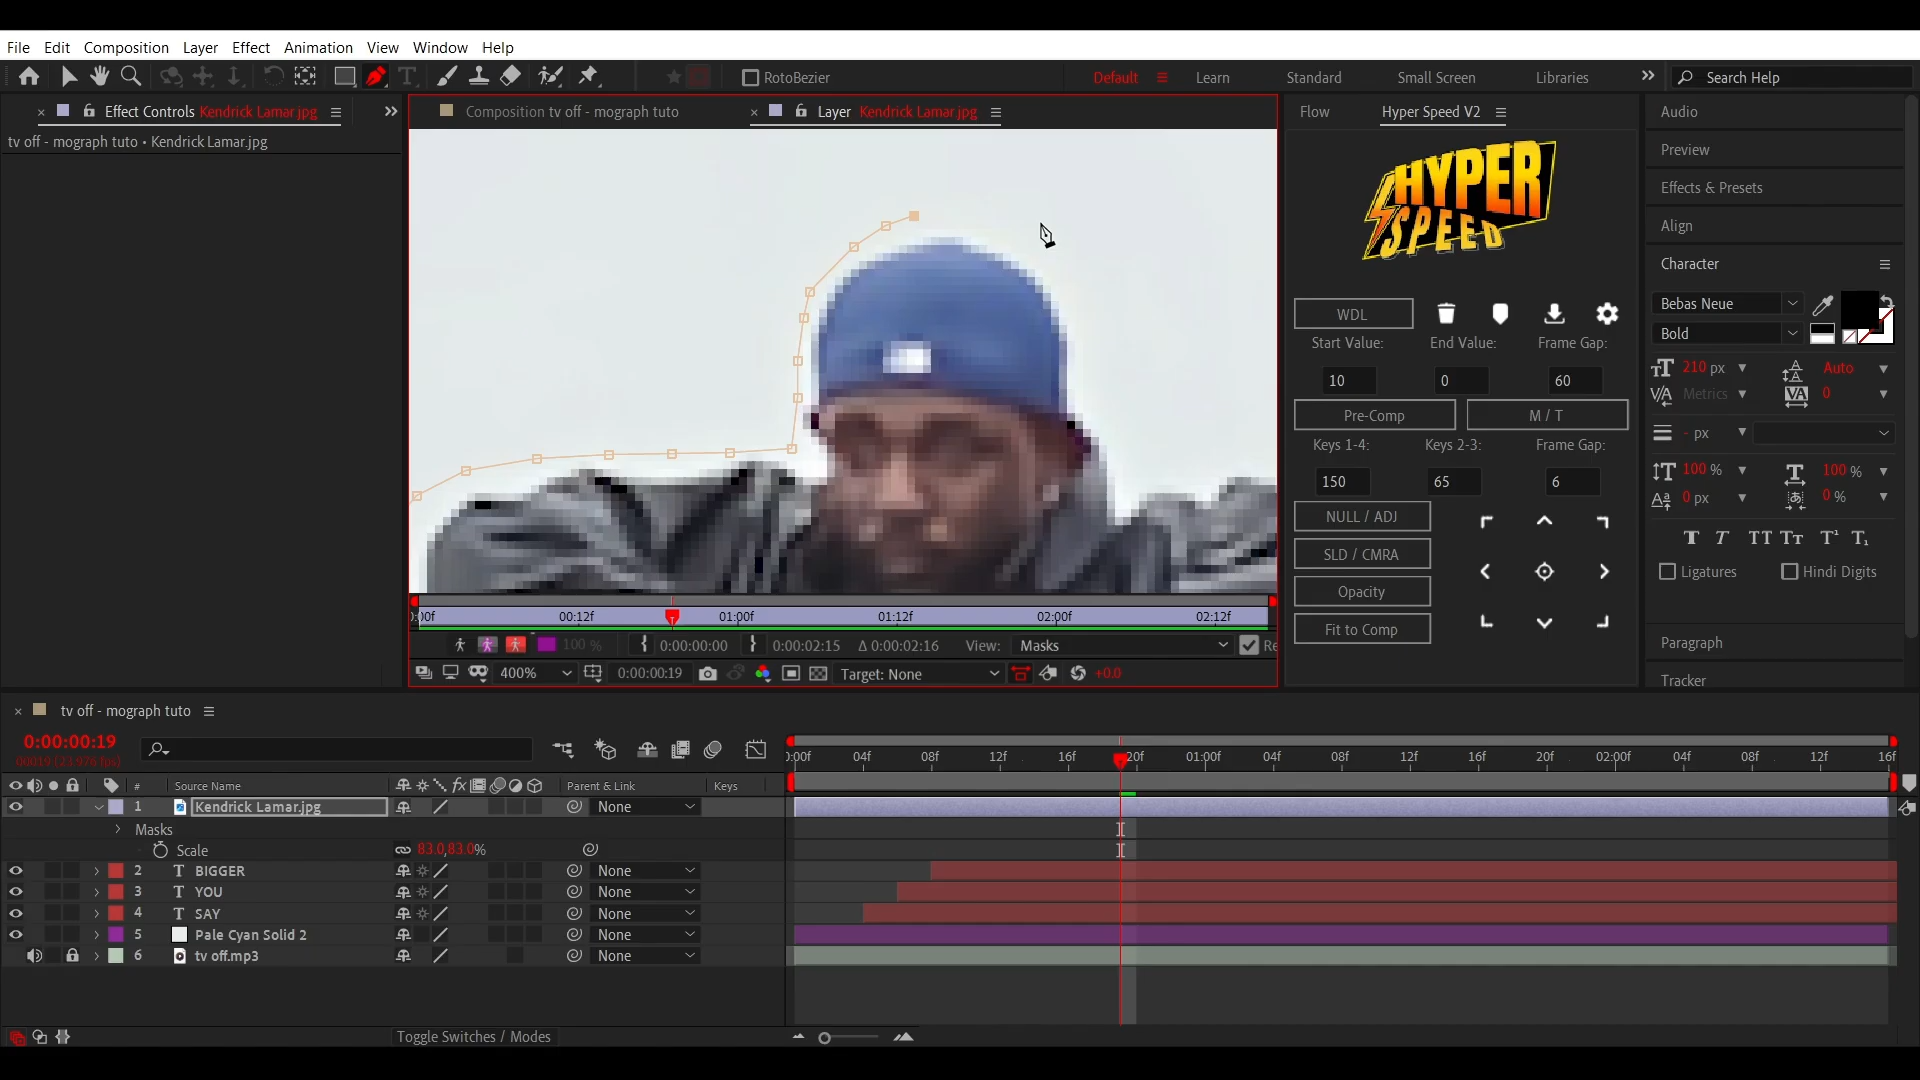 File Edit Composition Layer Effect Animation View Window Help
RotoBezier
Default Learn Standard Small Screen Libraries Search Help
Effect Controls Kendrick Lamar.jpg
Composition tv off - mograph tuto
Layer Kendrick Lamar.jpg
Flow Hyper Speed V2
Audio
tv off - mograph tuto • Kendrick Lamar.jpg
Preview
Effects & Presets
Align
Character
HYPER
SPEED
Bebas Neue
Bold
WDL
Start Value: End Value: Frame Gap:
10 0 60
210 px Auto
Metrics 0
Pre-Comp M / T
- px
Keys 1-4: Keys 2-3: Frame Gap:
150 65 6
100 % 100 %
0 px 0 %
NULL / ADJ
SLD / CMRA
Opacity
Fit to Comp
Ligatures Hindi Digits
Paragraph
Tracker
:00f 00:12f 01:00f 01:12f 02:00f 02:12f
100 % 0:00:00:00 0:00:02:15 Δ 0:00:02:16 View: Masks Re
400% 0:00:00:19 Target: None +0.0
tv off - mograph tuto
0:00:00:19
00019 (23.976 fps)
:00f 04f 08f 12f 16f 20f 01:00f 04f 08f 12f 16f 20f 02:00f 04f 08f 12f 16f
# Source Name Parent & Link Keys
1 Kendrick Lamar.jpg None
Masks
Scale 83.0,83.0%
2 T BIGGER None
3 T YOU None
4 T SAY None
5 Pale Cyan Solid 2 None
6 tv off.mp3 None
Toggle Switches / Modes